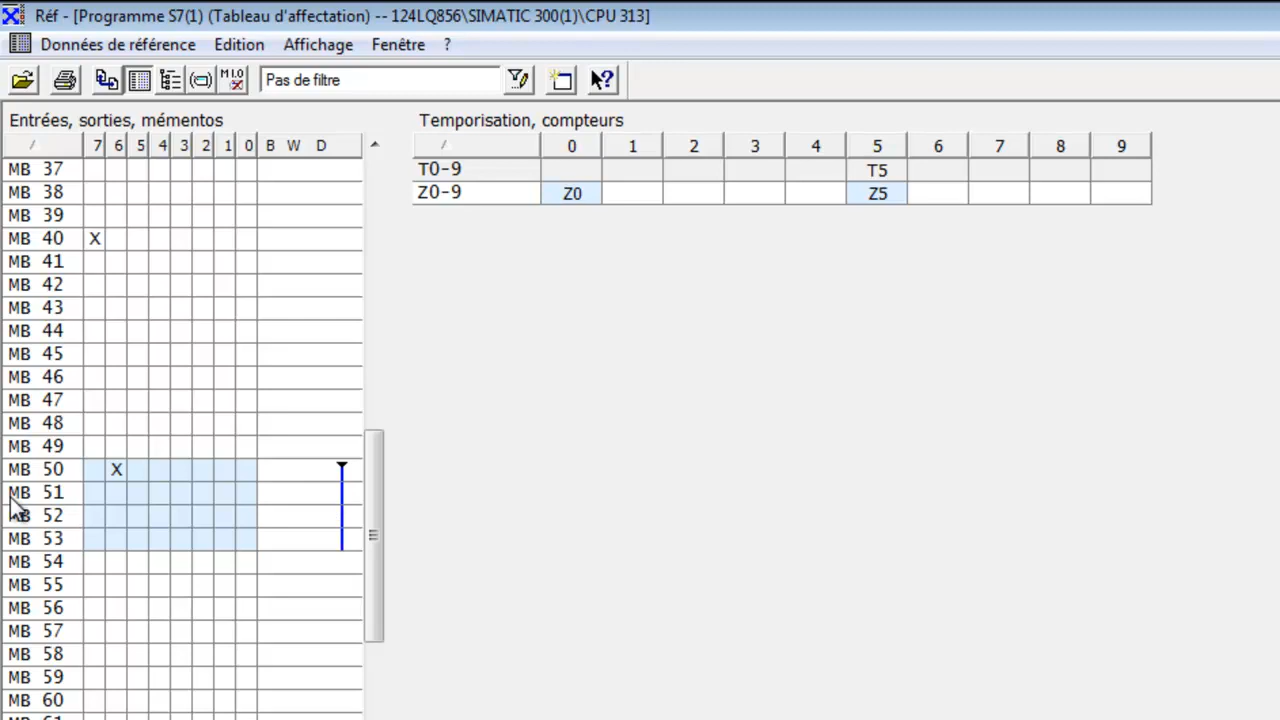 Réf - [Programme S7(1) (Tableau d'affectation) -- 124LQ856\SIMATIC 300(1)\CPU 313]
Données de référence Edition Affichage Fenêtre ?
Pas de filtre
Entrées, sorties, mémentos
/ 7 6 5 4 3 2 1 0 B W D
MB 37
MB 38
MB 39
MB 40 X
MB 41
MB 42
MB 43
MB 44
MB 45
MB 46
MB 47
MB 48
MB 49
MB 50 X
MB 51
MB 52
MB 53
MB 54
MB 55
MB 56
MB 57
MB 58
MB 59
MB 60
Temporisation, compteurs
/ 0 1 2 3 4 5 6 7 8 9
T0-9 T5
Z0-9 Z0 Z5